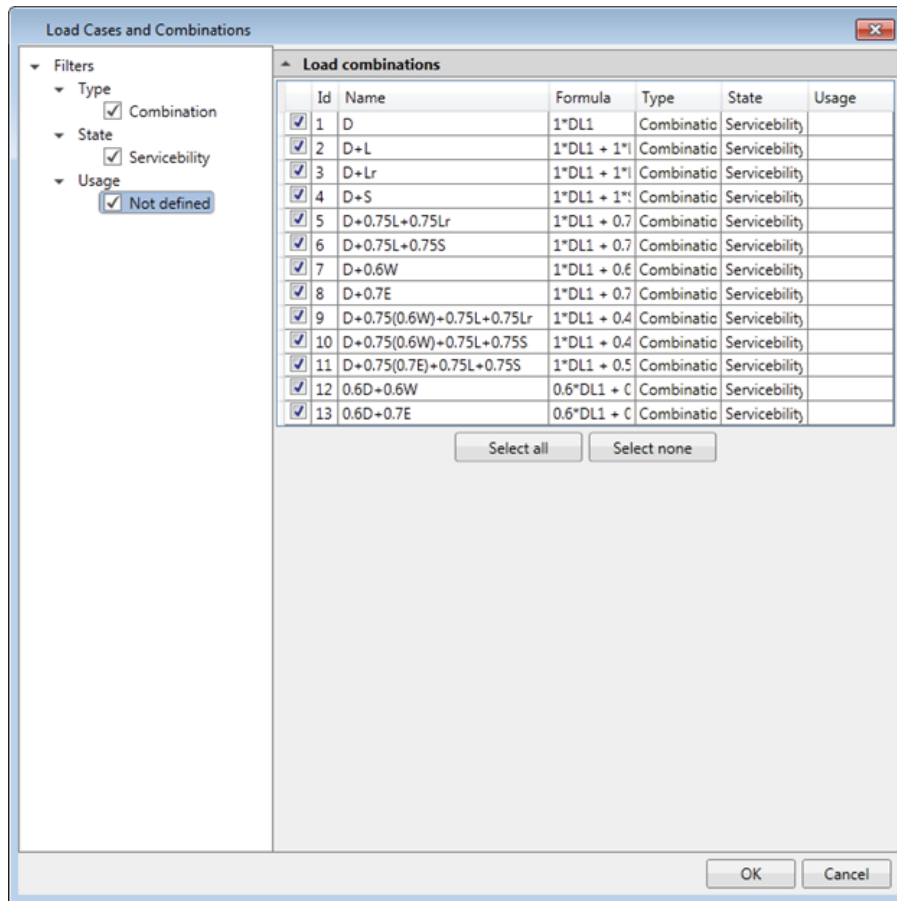 Load Cases and Combinations
Filters
Type
Combination
State
Servicebility
Usage
Not defined
Load combinations
Id Name Formula Type State Usage
1 D 1*DL1 Combinatio Servicebility
2 D+L 1*DL1 + 1* Combinatio Servicebility
3 D+Lr 1*DL1 + 1* Combinatio Servicebility
4 D+S 1*DL1 + 1* Combinatio Servicebility
5 D+0.75L+0.75Lr 1*DL1 + 0.7 Combinatio Servicebility
6 D+0.75L+0.75S 1*DL1 + 0.7 Combinatio Servicebility
7 D+0.6W 1*DL1 + 0.6 Combinatio Servicebility
8 D+0.7E 1*DL1 + 0.7 Combinatio Servicebility
9 D+0.75(0.6W)+0.75L+0.75Lr 1*DL1 + 0.4 Combinatio Servicebility
10 D+0.75(0.6W)+0.75L+0.75S 1*DL1 + 0.4 Combinatio Servicebility
11 D+0.75(0.7E)+0.75L+0.75S 1*DL1 + 0.5 Combinatio Servicebility
12 0.6D+0.6W 0.6*DL1 + 0 Combinatio Servicebility
13 0.6D+0.7E 0.6*DL1 + 0 Combinatio Servicebility
Select all Select none
OK Cancel